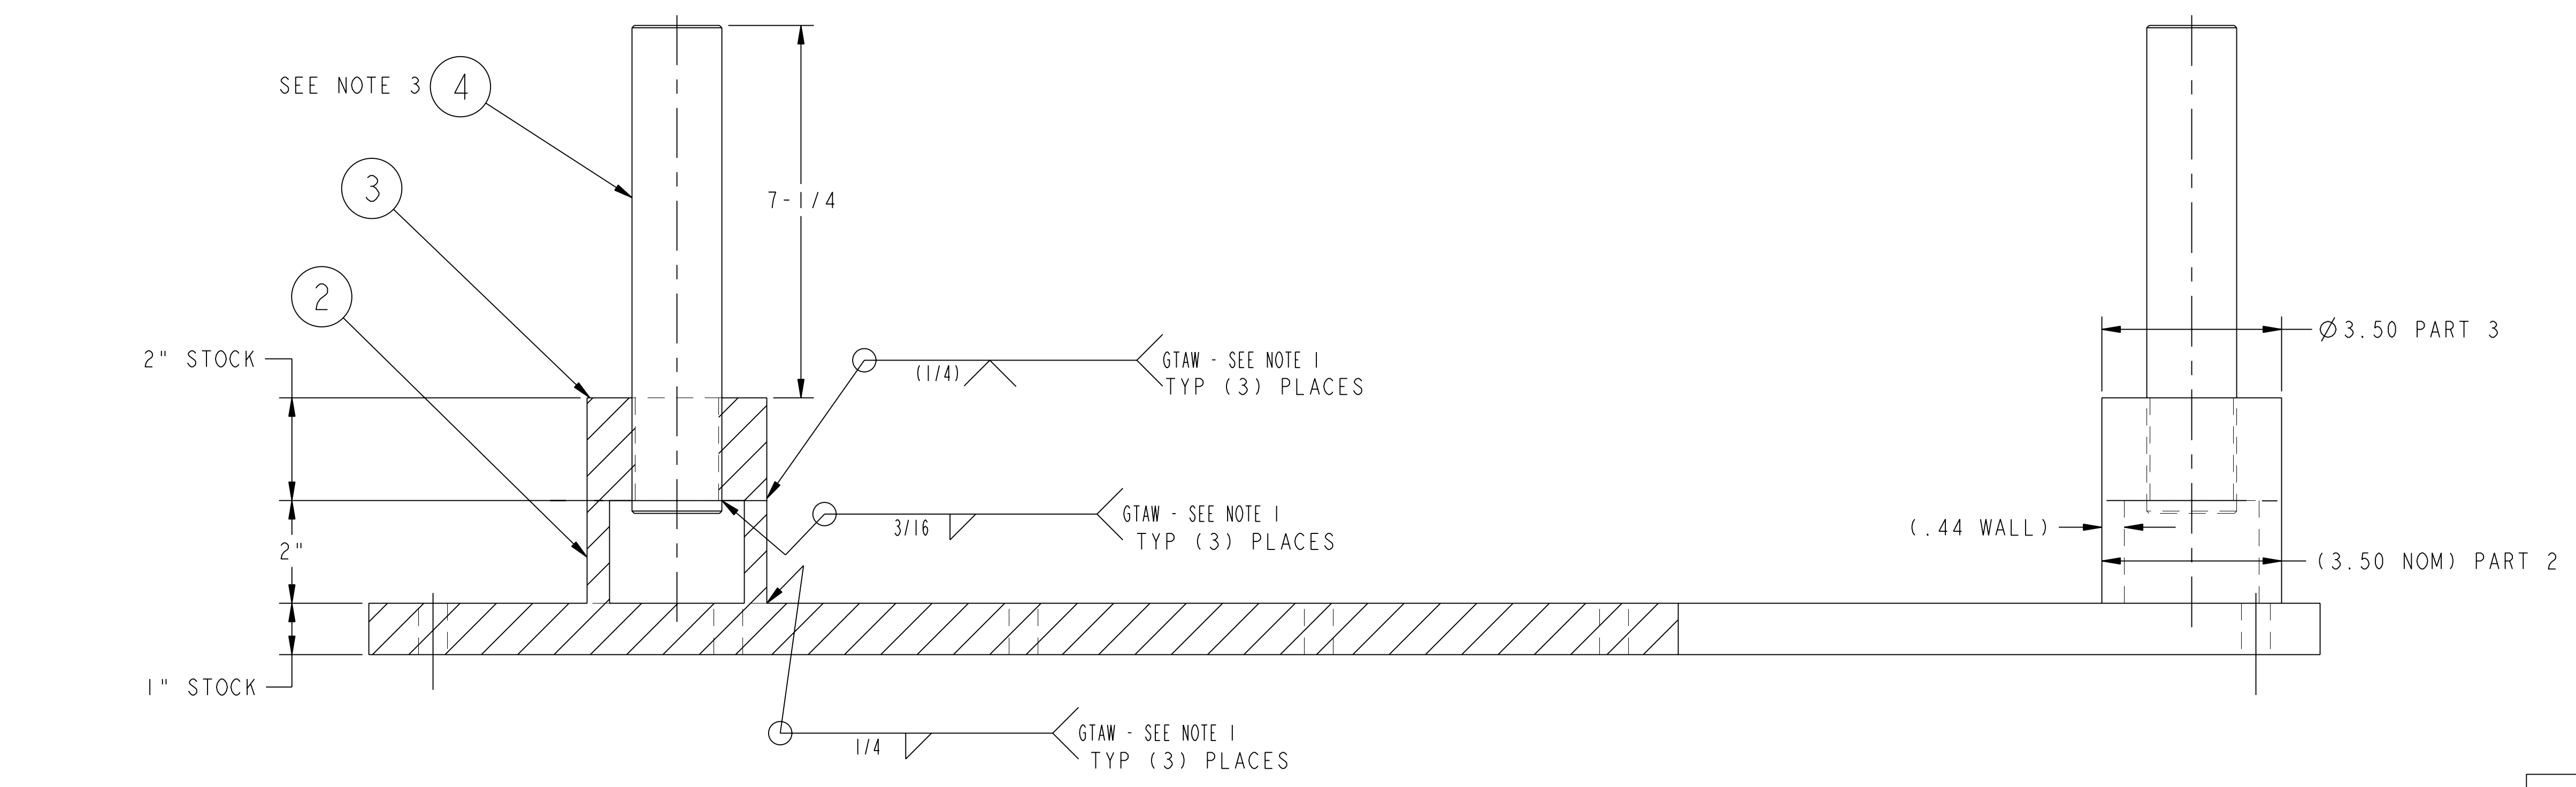 SEE NOTE 3
4
3
7-1/4
2
2" STOCK
Ø3.50 PART 3
(1/4)
GTAW - SEE NOTE 1
TYP (3) PLACES
3/16
GTAW - SEE NOTE 1
TYP (3) PLACES
(.44 WALL)
2"
(3.50 NOM) PART 2
1" STOCK
1/4
GTAW - SEE NOTE 1
TYP (3) PLACES